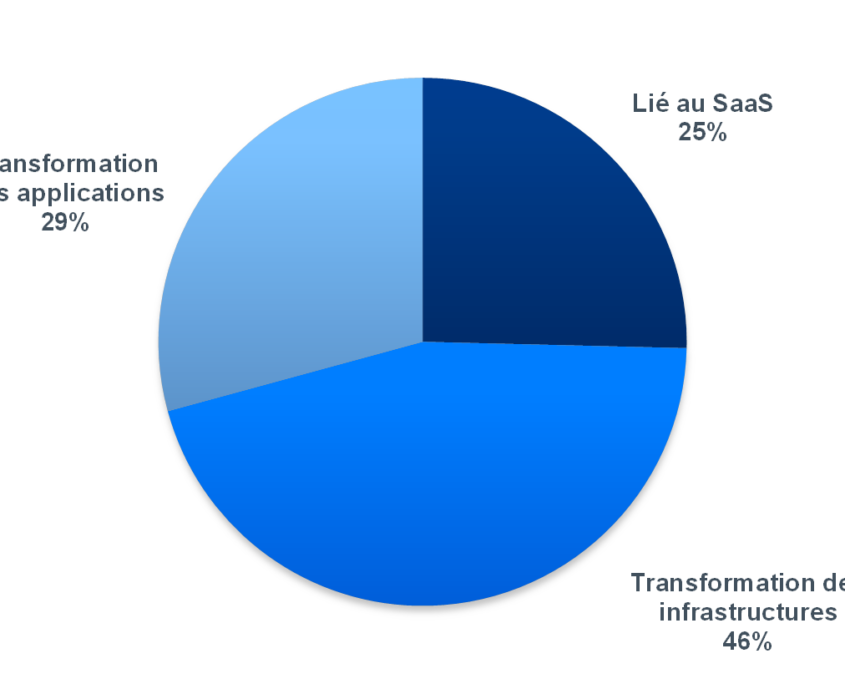 Lié au SaaS
25%
ansformation
s applications
29%
Transformation de
infrastructures
46%